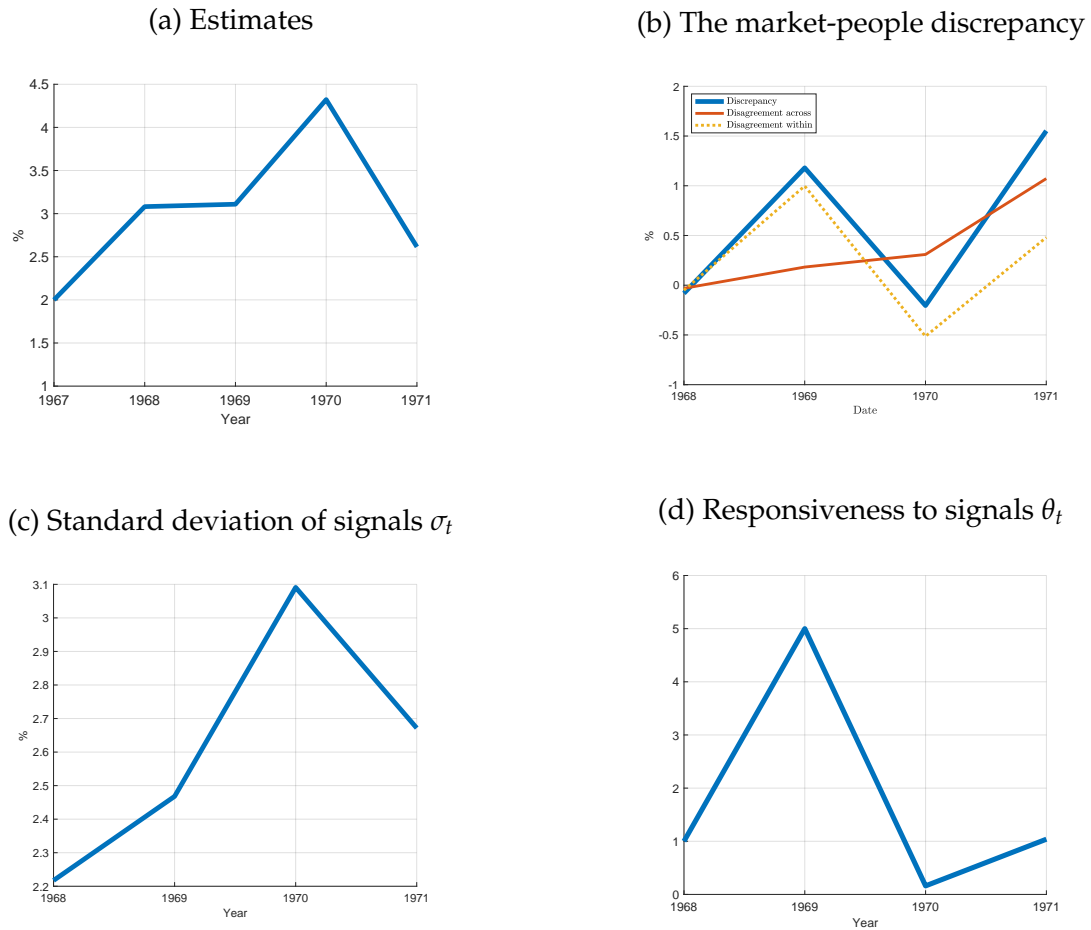 (a) Estimates
4.5
4
3.5
3
2.5
2
1.5
1
%
1967 1968 1969 1970 1971
Year
(b) The market-people discrepancy
2
1.5
1
0.5
0
-0.5
-1
%
Discrepancy
Disagreement across
Disagreement within
1968 1969 1970 1971
Date
(c) Standard deviation of signals σₜ
3.1
3
2.9
2.8
2.7
2.6
2.5
2.4
2.3
2.2
%
1968 1969 1970 1971
Year
(d) Responsiveness to signals θₜ
6
5
4
3
2
1
0
1968 1969 1970 1971
Year